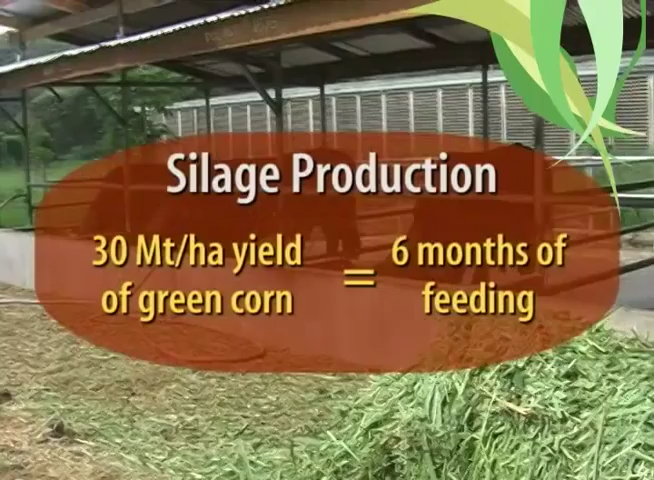 Silage Production
30 Mt/ha yield
of green corn
=
6 months of
feeding